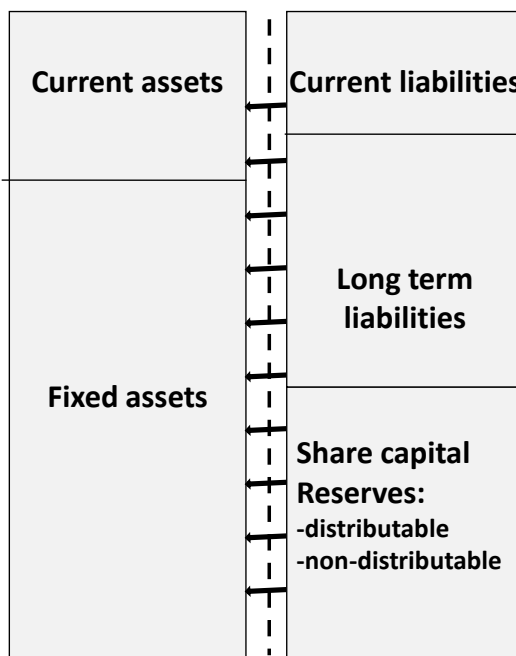 Current assets
Current liabilities
Long term
liabilities
Fixed assets
Share capital
Reserves:
-distributable
-non-distributable